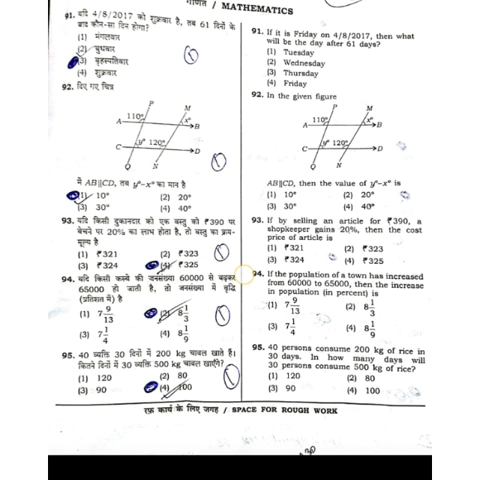 गणित / MATHEMATICS
91. यदि 4/8/2017 को शुक्रवार है, तब 61 दिनों के
बाद कौन-सा दिन होगा?
(1) मंगलवार
(2) बुधवार
(3) बृहस्पतिवार
(4) शुक्रवार
92. दिए गए चित्र
P
M
110°
x°
A
B
y°
120°
C
D
Q
N
में AB||CD, तब y°-x° का मान है
(1) 10°
(2) 20°
(3) 30°
(4) 40°
93. यदि किसी दुकानदार को एक वस्तु को ₹390 पर
बेचने पर 20% का लाभ होता है, तो वस्तु का क्रय-
मूल्य है
(1) ₹321
(2) ₹323
(3) ₹324
(4) ₹325
94. यदि किसी कस्बे की जनसंख्या 60000 से बढ़कर
65000 हो जाती है, तो जनसंख्या में वृद्धि
(प्रतिशत में) है
(1) 7 9/13
(2) 8 1/3
(3) 7 1/4
(4) 8 1/9
95. 40 व्यक्ति 30 दिनों में 200 kg चावल खाते हैं।
कितने दिनों में 30 व्यक्ति 500 kg चावल खाएँगे?
(1) 120
(2) 80
(3) 90
(4) 100
91. If it is Friday on 4/8/2017, then what
will be the day after 61 days?
(1) Tuesday
(2) Wednesday
(3) Thursday
(4) Friday
92. In the given figure
P
M
110°
x°
A
B
y°
120°
C
D
Q
N
AB||CD, then the value of y°-x° is
(1) 10°
(2) 20°
(3) 30°
(4) 40°
93. If by selling an article for ₹390, a
shopkeeper gains 20%, then the cost
price of article is
(1) ₹321
(2) ₹323
(3) ₹324
(4) ₹325
94. If the population of a town has increased
from 60000 to 65000, then the increase
in population (in percent) is
(1) 7 9/13
(2) 8 1/3
(3) 7 1/4
(4) 8 1/9
95. 40 persons consume 200 kg of rice in
30 days. In how many days will
30 persons consume 500 kg of rice?
(1) 120
(2) 80
(3) 90
(4) 100
रफ़ कार्य के लिए जगह / SPACE FOR ROUGH WORK